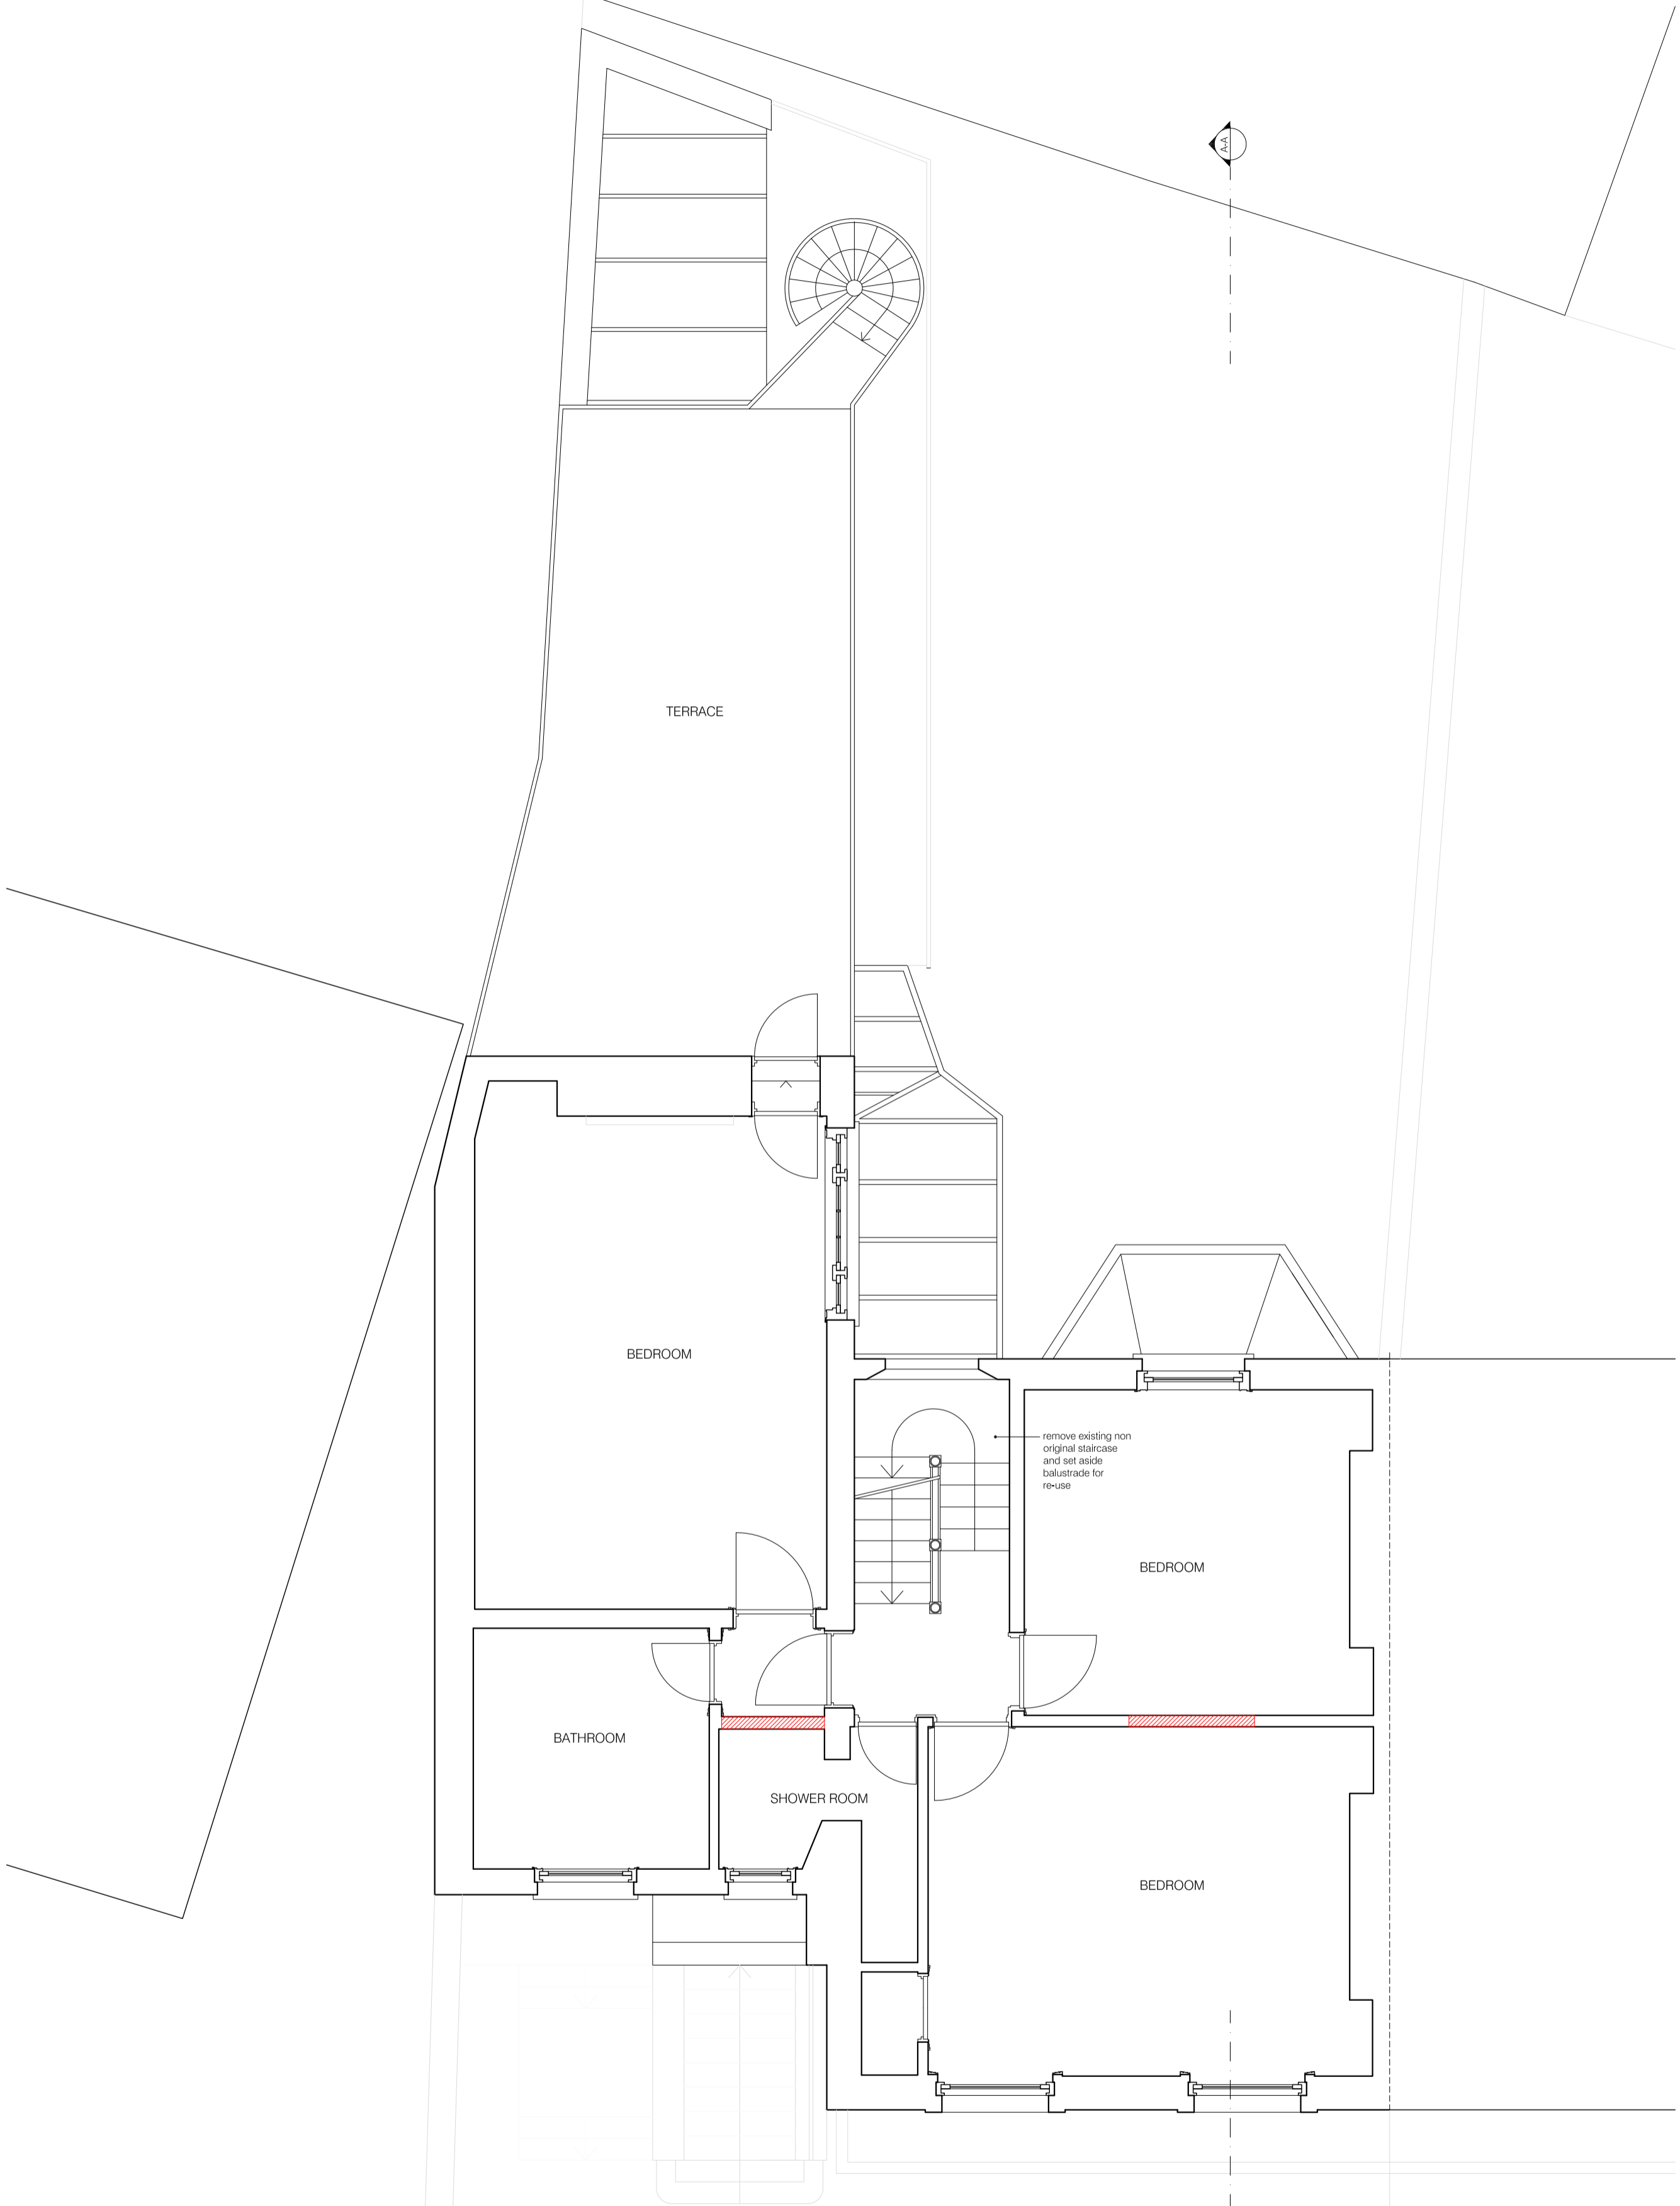 A-A
TERRACE
BEDROOM
remove existing non
original staircase
and set aside
balustrade for
re-use
BEDROOM
BATHROOM
SHOWER ROOM
BEDROOM